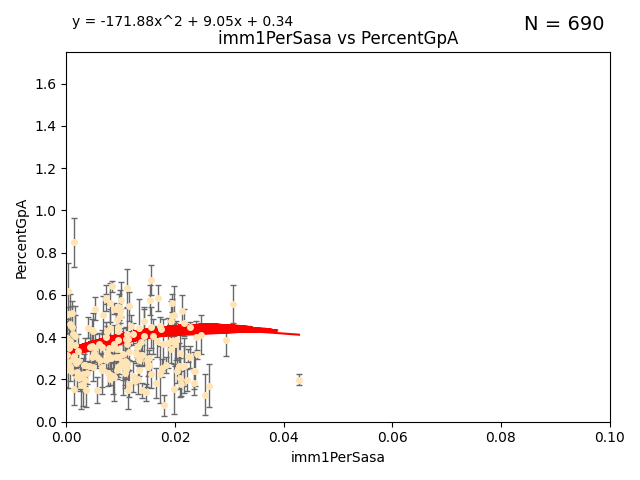 y = -171.88x^2 + 9.05x + 0.34
N = 690
imm1PerSasa vs PercentGpA
PercentGpA
1.6
1.4
1.2
1.0
0.8
0.6
0.4
0.2
0.0
0.00 0.02 0.04 0.06 0.08 0.10
imm1PerSasa